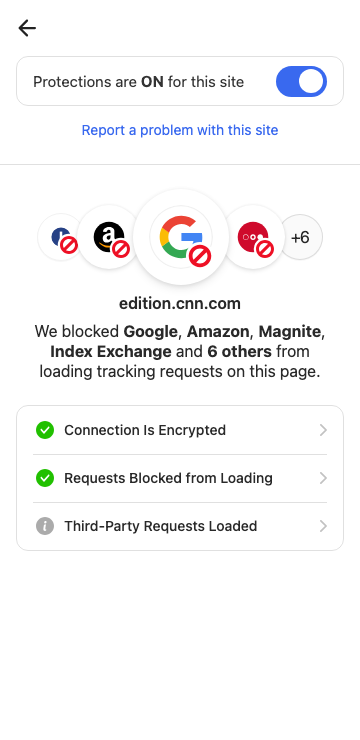 Protections are ON for this site
Report a problem with this site
+6
edition.cnn.com
We blocked Google, Amazon, Magnite,
Index Exchange and 6 others from
loading tracking requests on this page.
Connection Is Encrypted
Requests Blocked from Loading
Third-Party Requests Loaded